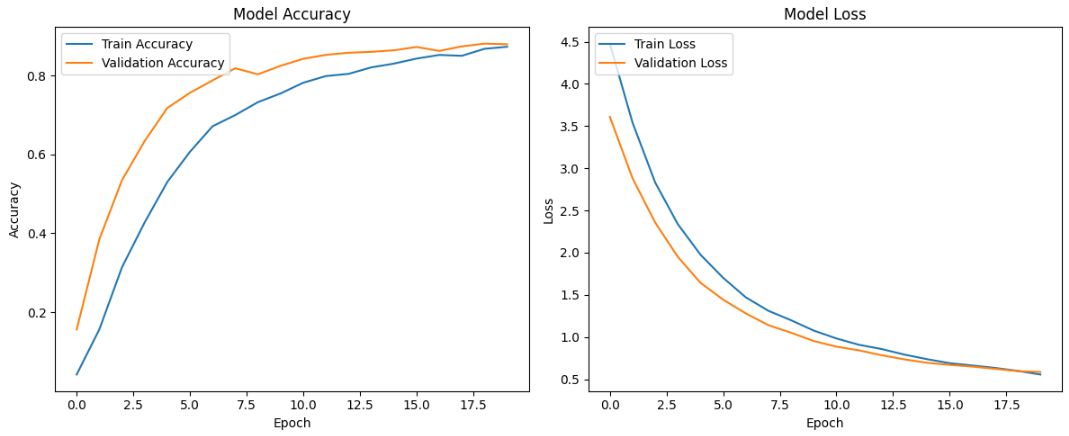 Model Accuracy
Train Accuracy
Validation Accuracy
0.8
0.6
0.4
0.2
Accuracy
0.0 2.5 5.0 7.5 10.0 12.5 15.0 17.5
Epoch
Model Loss
Train Loss
Validation Loss
4.5
4.0
3.5
3.0
2.5
2.0
1.5
1.0
0.5
Loss
0.0 2.5 5.0 7.5 10.0 12.5 15.0 17.5
Epoch